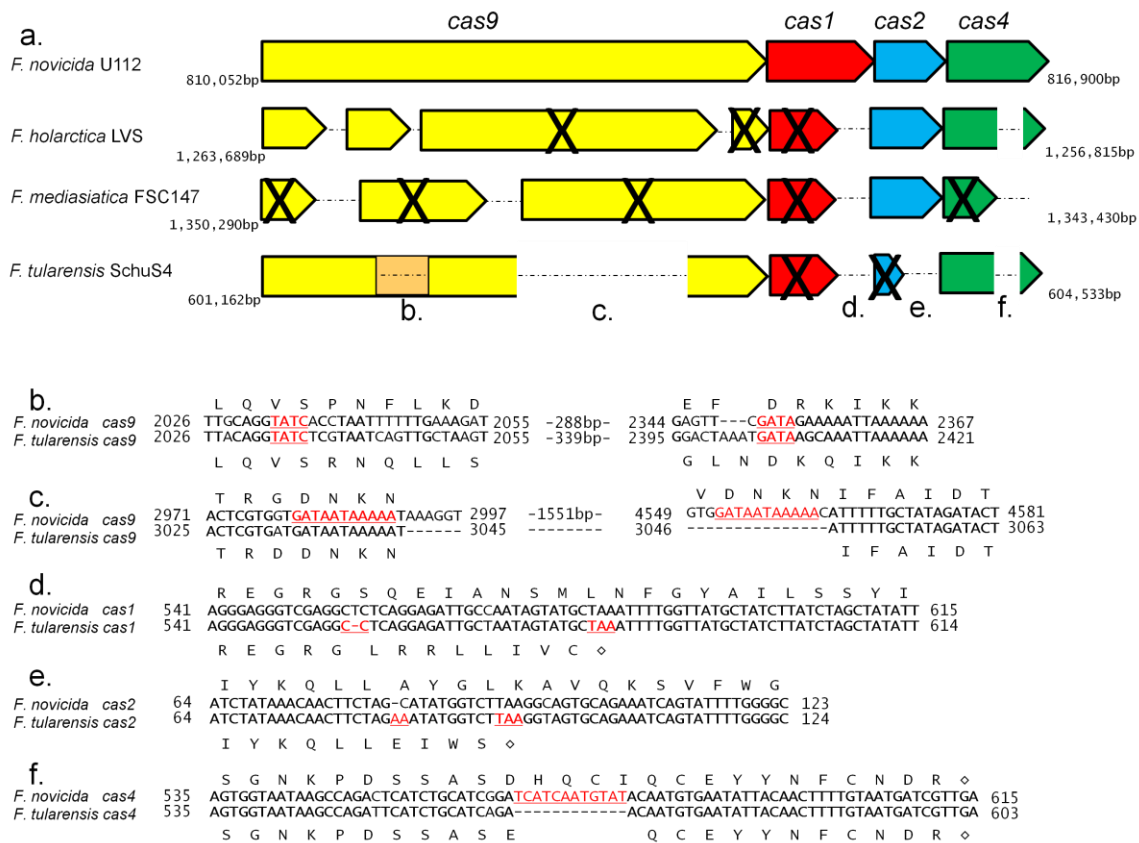 cas9 cas1 cas2 cas4
a.
F. novicida U112
810,052bp 816,900bp
F. holarctica LVS
1,263,689bp 1,256,815bp
F. mediasiatica FSC147
1,350,290bp 1,343,430bp
F. tularensis SchuS4
601,162bp 604,533bp
b. c. d. e. f.
b.
L Q V S P N F L K D E F D R K I K K
F. novicida cas9 2026 TTGCAGGTATCACCTAATTTTTTGAAAGAT 2055 -288bp- 2344 GAGTT---CGATAGAAAAATTAAAAAA 2367
F. tularensis cas9 2026 TTACAGGTATCTCGTAATCAGTTGCTAAGT 2055 -339bp- 2395 GGACTAAATGATAAGCAAATTAAAAAA 2421
L Q V S R N Q L L S G L N D K Q I K K
c.
T R G D N K N V D N K N I F A I D T
F. novicida cas9 2971 ACTCGTGGTGATAATAAAAATAAAGGT 2997 -1551bp- 4549 GTGGATAATAAAAACATTTTTGCTATAGATACT 4581
F. tularensis cas9 3025 ACTCGTGATGATAATAAAAAT------ 3045 ------- 3046 ---------------ATTTTTGCTATAGATACT 3063
T R D D N K N I F A I D T
d.
R E G R G S Q E I A N S M L N F G Y A I L S S Y I
F. novicida cas1 541 AGGGAGGGTCGAGGCTCTCAGGAGATTGCCAATAGTATGCTAAATTTTGGTTATGCTATCTTATCTAGCTATATT 615
F. tularensis cas1 541 AGGGAGGGTCGAGGC-CTCAGGAGATTGCTAATAGTATGCTAAATTTTGGTTATGCTATCTTATCTAGCTATATT 614
R E G R G L R R L L I V C ⋄
e.
I Y K Q L L A Y G L K A V Q K S V F W G
F. novicida cas2 64 ATCTATAAACAACTTCTAG-CATATGGTCTTAAGGCAGTGCAGAAATCAGTATTTTGGGGC 123
F. tularensis cas2 64 ATCTATAAACAACTTCTAGAAATATGGTCTTAAGGTAGTGCAGAAATCAGTATTTTGGGGC 124
I Y K Q L L E I W S ⋄
f.
S G N K P D S S A S D H Q C I Q C E Y Y N F C N D R ⋄
F. novicida cas4 535 AGTGGTAATAAGCCAGACTCATCTGCATCGGATCATCAATGTATACAATGTGAATATTACAACTTTTGTAATGATCGTTGA 615
F. tularensis cas4 535 AGTGGTAATAAGCCAGATTCATCTGCATCAGA------------ACAATGTGAATATTACAACTTTTGTAATGATCGTTGA 603
S G N K P D S S A S E Q C E Y Y N F C N D R ⋄